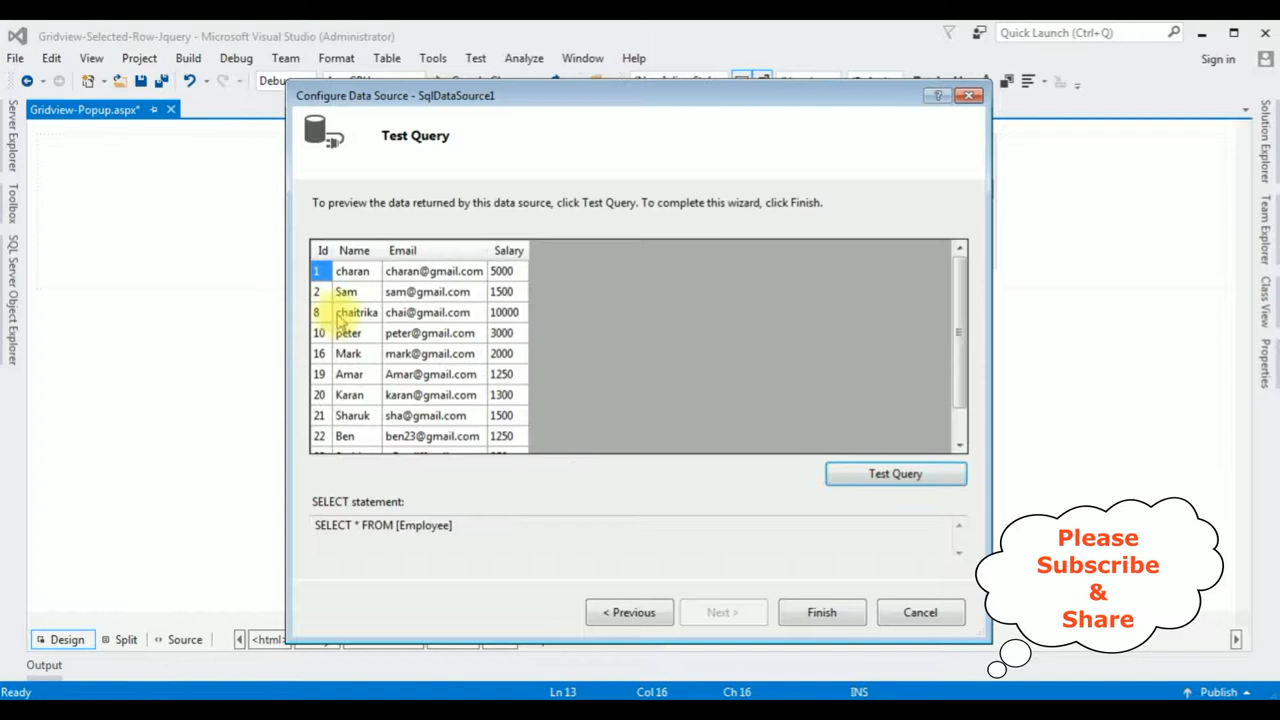 Gridview-Selected-Row-Jquery - Microsoft Visual Studio (Administrator)
Quick Launch (Ctrl+Q)
File Edit View Project Build Debug Team Format Table Tools Test Analyze Window Help
Sign in
Debu
Gridview-Popup.aspx*
Server Explorer
Toolbox
SQL Server Object Explorer
Solution Explorer
Team Explorer
Class View
Properties
Configure Data Source - SqlDataSource1
Test Query
To preview the data returned by this data source, click Test Query. To complete this wizard, click Finish.
Id Name Email Salary
1 charan charan@gmail.com 5000
2 Sam sam@gmail.com 1500
8 chaitrika chai@gmail.com 10000
10 peter peter@gmail.com 3000
16 Mark mark@gmail.com 2000
19 Amar Amar@gmail.com 1250
20 Karan karan@gmail.com 1300
21 Sharuk sha@gmail.com 1500
22 Ben ben23@gmail.com 1250
Test Query
SELECT statement:
SELECT * FROM [Employee]
< Previous Next > Finish Cancel
Please
Subscribe
&
Share
Design Split Source <html>
Output
Ready Ln 13 Col 16 Ch 16 INS Publish